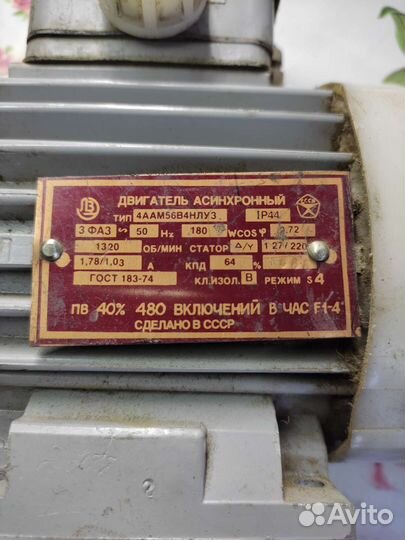 ДВИГАТЕЛЬ АСИНХРОННЫЙ
ТИП 4ААМ56В4НЛУ3 IP44
3 ФАЗ ∾ 50 Hz 180 W COS φ 0,72
1320 ОБ/МИН СТАТОР Δ/Y 127/220
1,78/1,03 А КПД 64 %
ГОСТ 183-74 КЛ.ИЗОЛ. В РЕЖИМ S4
ПВ 40% 480 ВКЛЮЧЕНИЙ В ЧАС F1-4
СДЕЛАНО В СССР
Avito